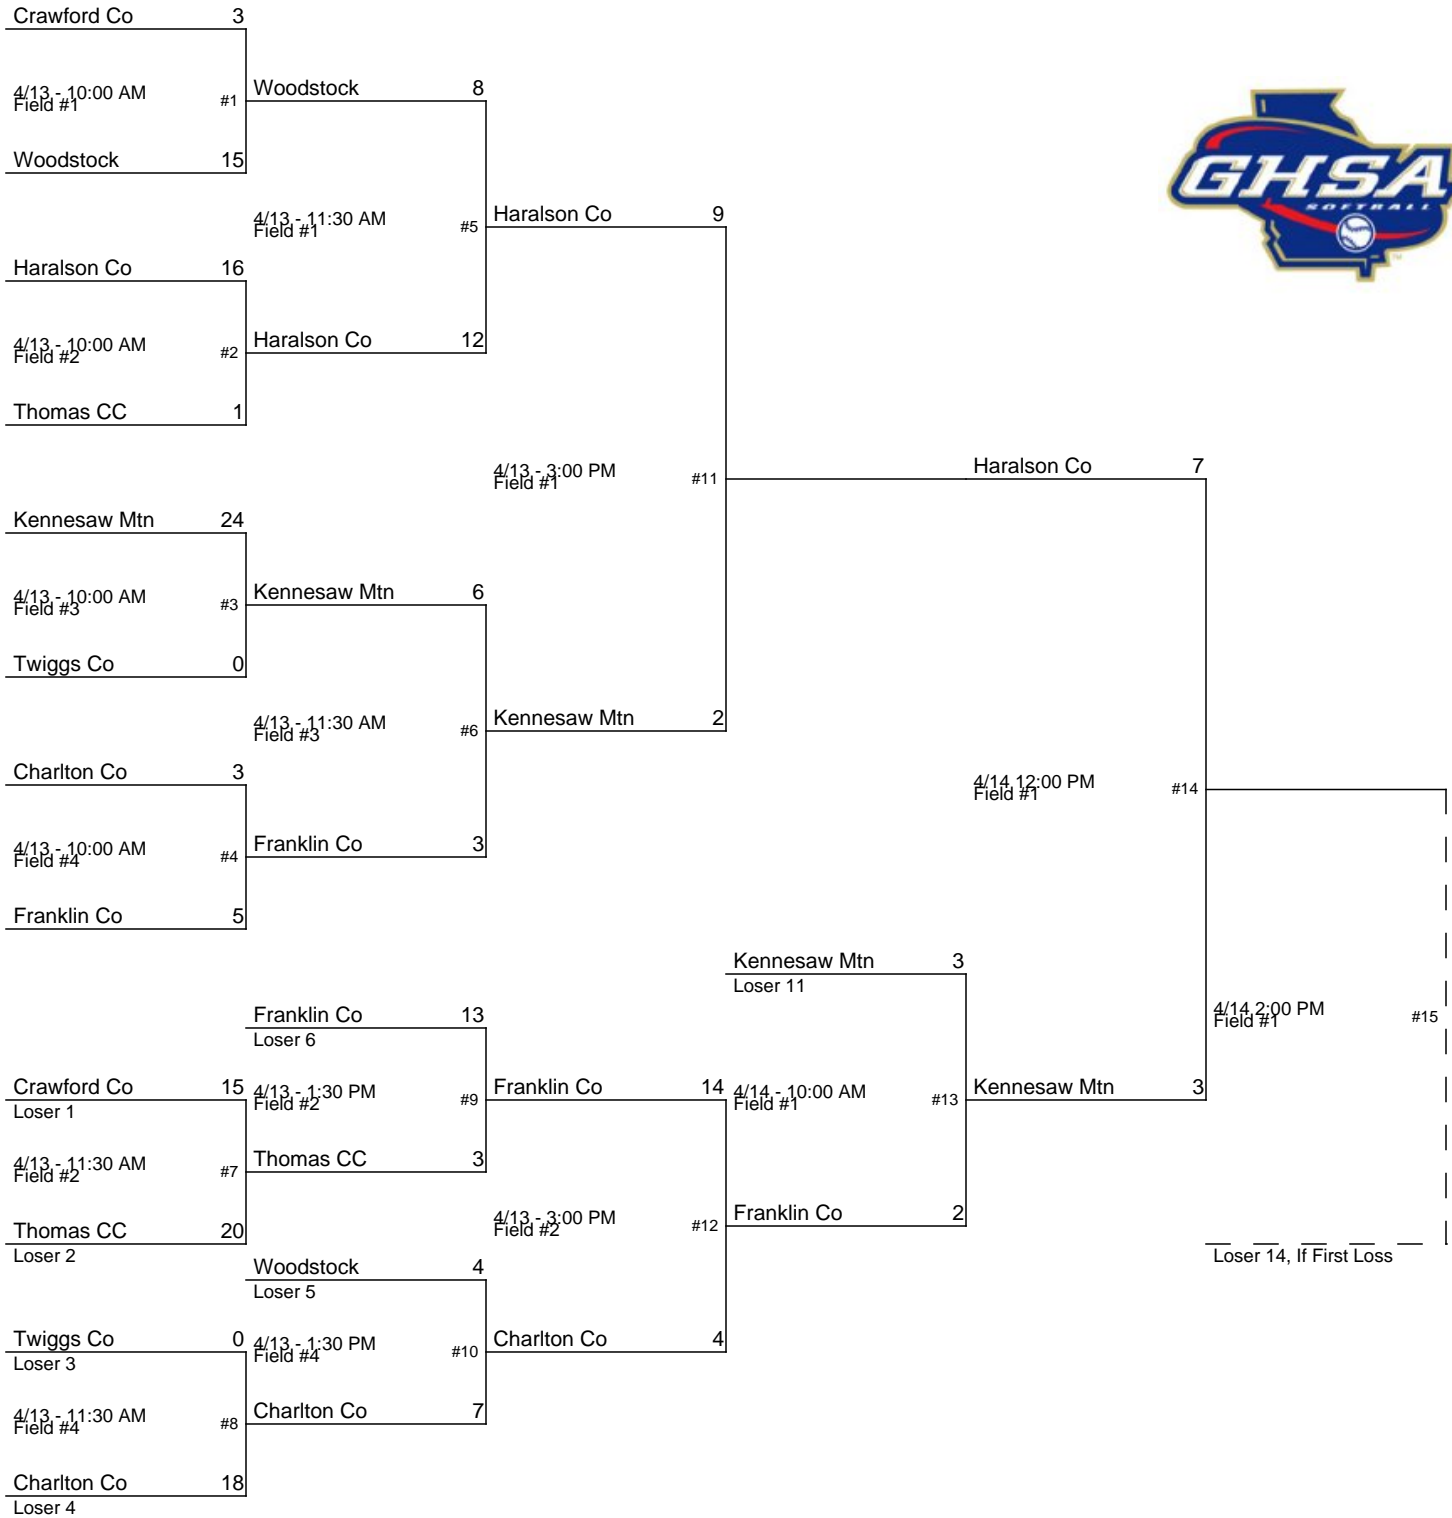 Crawford Co 3
4/13 - 10:00 AM
Field #1
#1
Woodstock 15
Woodstock 8
4/13 - 11:30 AM
Field #1
#5
Haralson Co 16
4/13 - 10:00 AM
Field #2
#2
Thomas CC 1
Haralson Co 12
Haralson Co 9
GHSA
SOFTBALL
TM
4/13 - 3:00 PM
Field #1
#11
Haralson Co 7
Kennesaw Mtn 24
4/13 - 10:00 AM
Field #3
#3
Twiggs Co 0
Kennesaw Mtn 6
4/13 - 11:30 AM
Field #3
#6
Kennesaw Mtn 2
Charlton Co 3
4/13 - 10:00 AM
Field #4
#4
Franklin Co 5
Franklin Co 3
4/14 12:00 PM
Field #1
#14
Kennesaw Mtn 3
Loser 11
4/14 - 10:00 AM
Field #1
#13
Kennesaw Mtn 3
4/14 2:00 PM
Field #1
#15
Franklin Co 13
Loser 6
4/13 - 1:30 PM
Field #2
#9
Franklin Co 14
Crawford Co 15
Loser 1
4/13 - 11:30 AM
Field #2
#7
Thomas CC 20
Loser 2
Thomas CC 3
4/13 - 3:00 PM
Field #2
#12
Franklin Co 2
Loser 14, If First Loss
Woodstock 4
Loser 5
4/13 - 1:30 PM
Field #4
#10
Charlton Co 4
Twiggs Co 0
Loser 3
4/13 - 11:30 AM
Field #4
#8
Charlton Co 7
Charlton Co 18
Loser 4